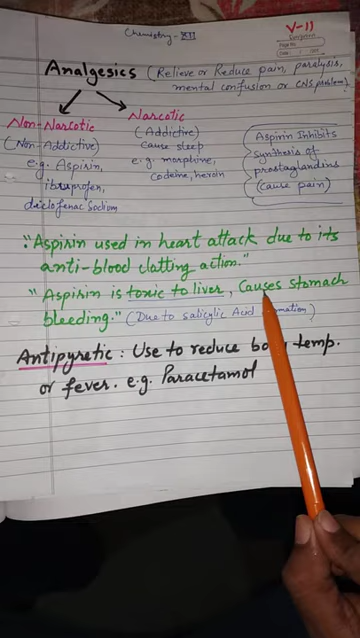 Chemistry-XII
V-11
Analgesics (Relieve or Reduce pain, paralysis,
mental confusion or CNS problem)
Non-Narcotic
(Non-Addictive)
e.g. Aspirin,
ibuprofen,
diclofenac Sodium
Narcotic
(Addictive)
cause sleep
e.g. morphine,
Codeine, heroin
Aspirin Inhibits
synthesis of
prostaglandins
(cause pain)
"Aspirin used in heart attack due to its
anti-blood clatting action."
"Aspirin is toxic to liver, Causes stomach
bleeding." (Due to salicylic Acid
Antipyretic : Use to reduce temp.
or fever. e.g. Paracetamol